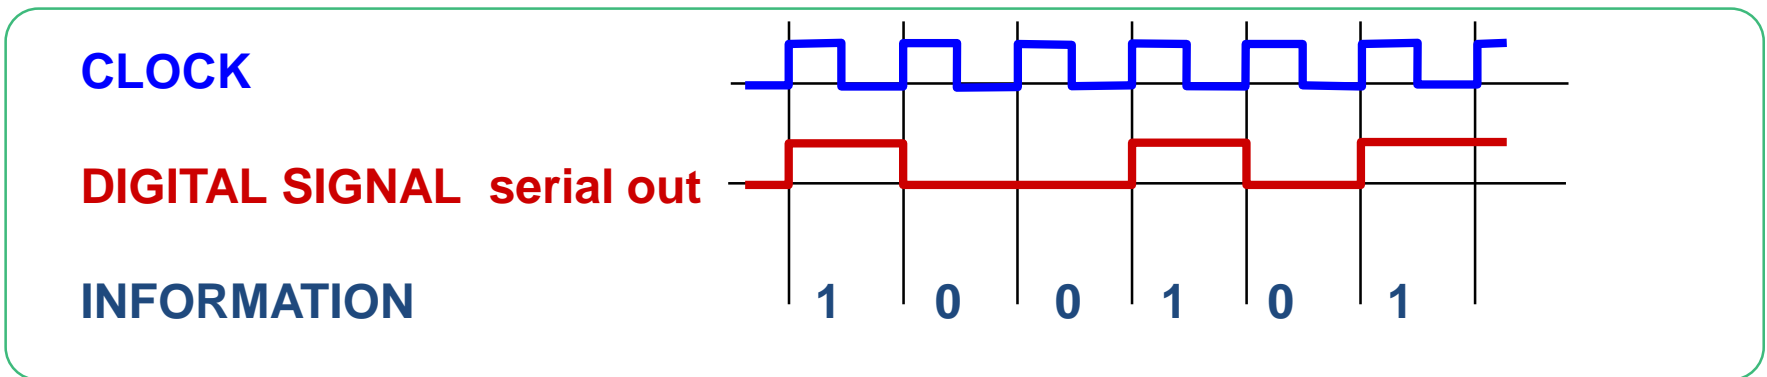 CLOCK
DIGITAL SIGNAL serial out
INFORMATION 1 0 0 1 0 1